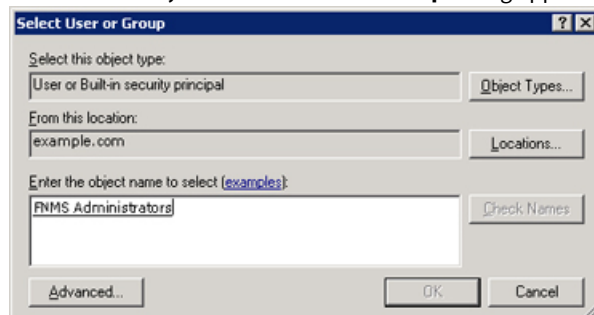 Select User or Group
Select this object type:
User or Built-in security principal
Object Types...
From this location:
example.com
Locations...
Enter the object name to select (examples):
FNMS Administrators
Check Names
Advanced...
OK
Cancel